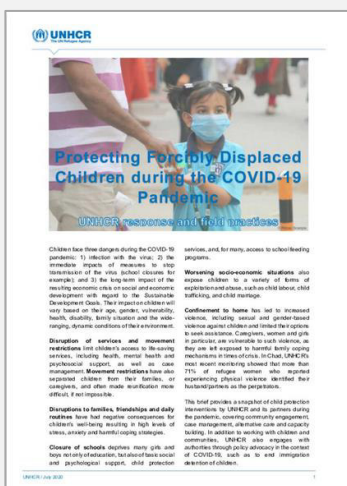 UNHCR
The UN Refugee Agency
Protecting Forcibly Displaced
Children during the COVID-19
Pandemic
UNHCR response and field practices
Children face three dangers during the COVID-19
pandemic: 1) infection with the virus; 2) the
immediate impacts of measures to stop
transmission of the virus (school closures for
example); and 3) the long-term impact of the
resulting economic crisis on social and economic
development with regard to the Sustainable
Development Goals. Their impact on children will
vary based on their age, gender, vulnerability,
health, disability, family situation and the wide-
ranging, dynamic conditions of their environment.
Disruption of services and movement
restrictions limit children's access to life-saving
services, including health, mental health and
psychosocial support, as well as case
management. Movement restrictions have also
separated children from their families, or
caregivers, and often made reunification more
difficult, if not impossible.
Disruptions to families, friendships and daily
routines have had negative consequences for
children's well-being resulting in high levels of
stress, anxiety and harmful coping strategies.
Closure of schools deprives many girls and
boys not only of education, but also of basic social
and psychological support, child protection
services, and, for many, access to school feeding
programs.
Worsening socio-economic situations also
expose children to a variety of forms of
exploitation and abuse, such as child labour, child
trafficking, and child marriage.
Confinement to home has led to increased
violence, including sexual and gender-based
violence against children and limited their options
to seek assistance. Caregivers, women and girls
in particular, are vulnerable to such violence, as
they are left exposed to harmful family coping
mechanisms in times of crisis. In Chad, UNHCR's
most recent monitoring showed that more than
71% of refugee women who reported
experiencing physical violence identified their
husband/partners as the perpetrators.
This brief provides a snapshot of child protection
interventions by UNHCR and its partners during
the pandemic, covering community engagement,
case management, alternative care and capacity
building. In addition to working with children and
communities, UNHCR also engages with
authorities through policy advocacy in the context
of COVID-19, such as to end immigration
detention of children.
UNHCR / July 2020
1